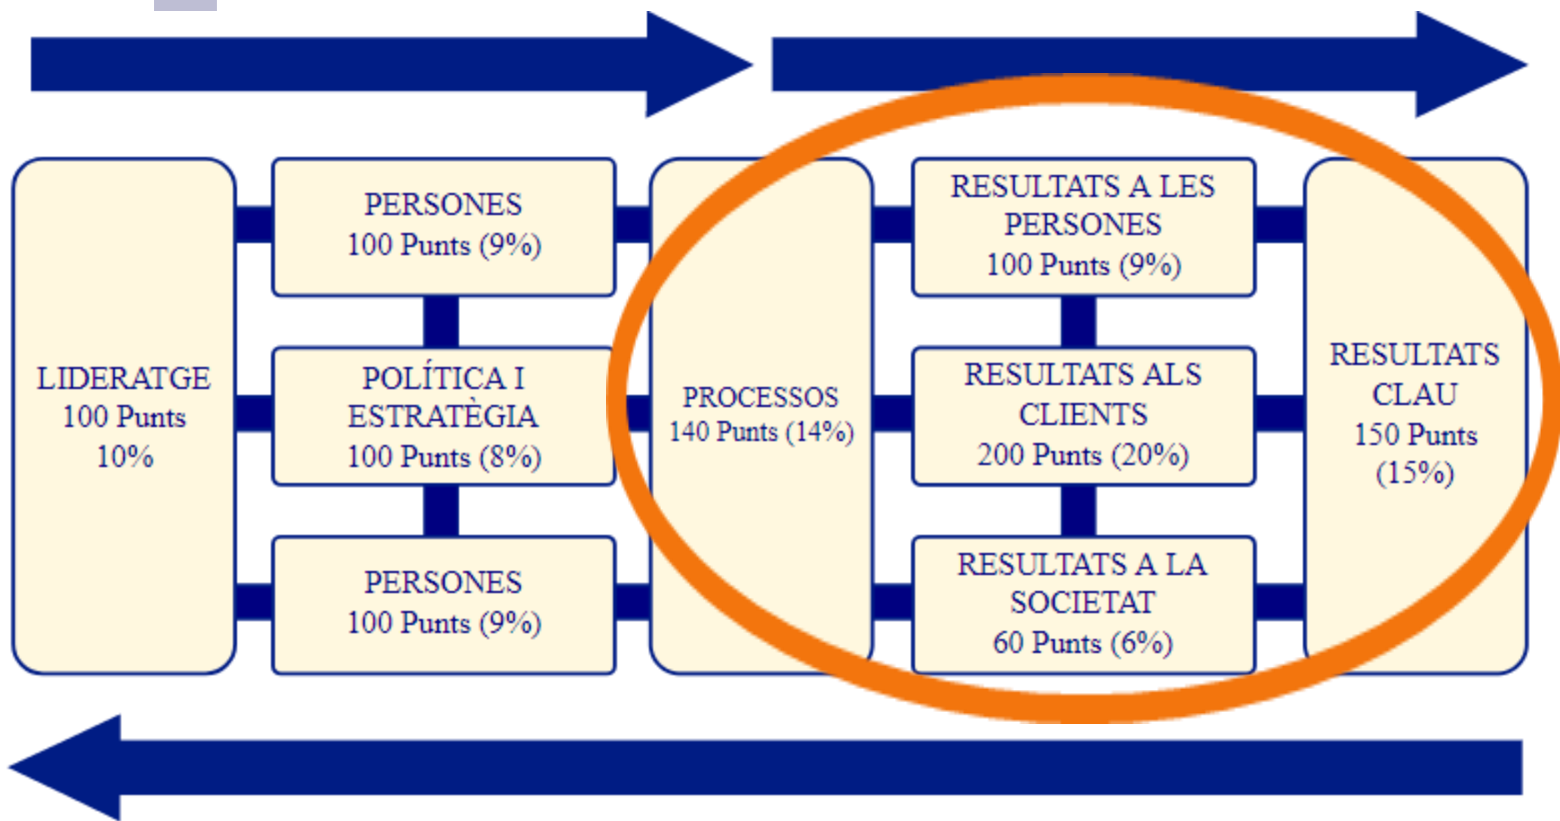 LIDERATGE
100 Punts
10%
PERSONES
100 Punts (9%)
POLÍTICA I
ESTRATÈGIA
100 Punts (8%)
PERSONES
100 Punts (9%)
PROCESSOS
140 Punts (14%)
RESULTATS A LES
PERSONES
100 Punts (9%)
RESULTATS ALS
CLIENTS
200 Punts (20%)
RESULTATS A LA
SOCIETAT
60 Punts (6%)
RESULTATS
CLAU
150 Punts
(15%)